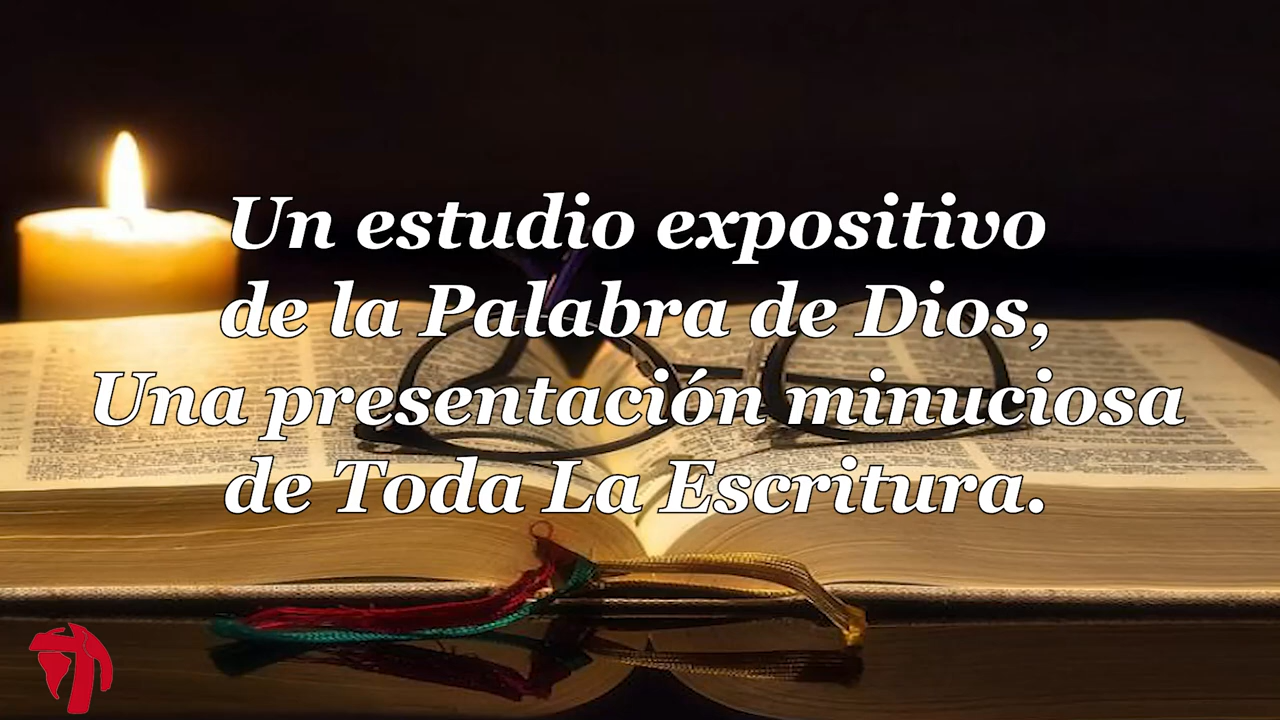 Un estudio expositivo
de la Palabra de Dios,
Una presentación minuciosa
de Toda La Escritura.